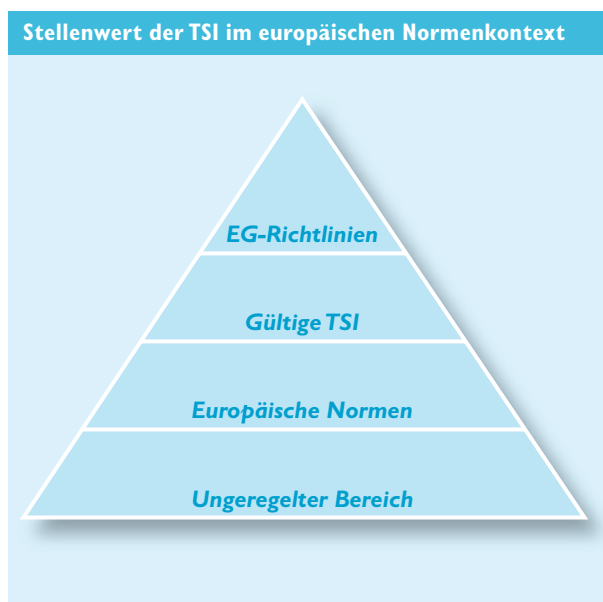 Stellenwert der TSI im europäischen Normenkontext
EG-Richtlinien
Gültige TSI
Europäische Normen
Ungeregelter Bereich